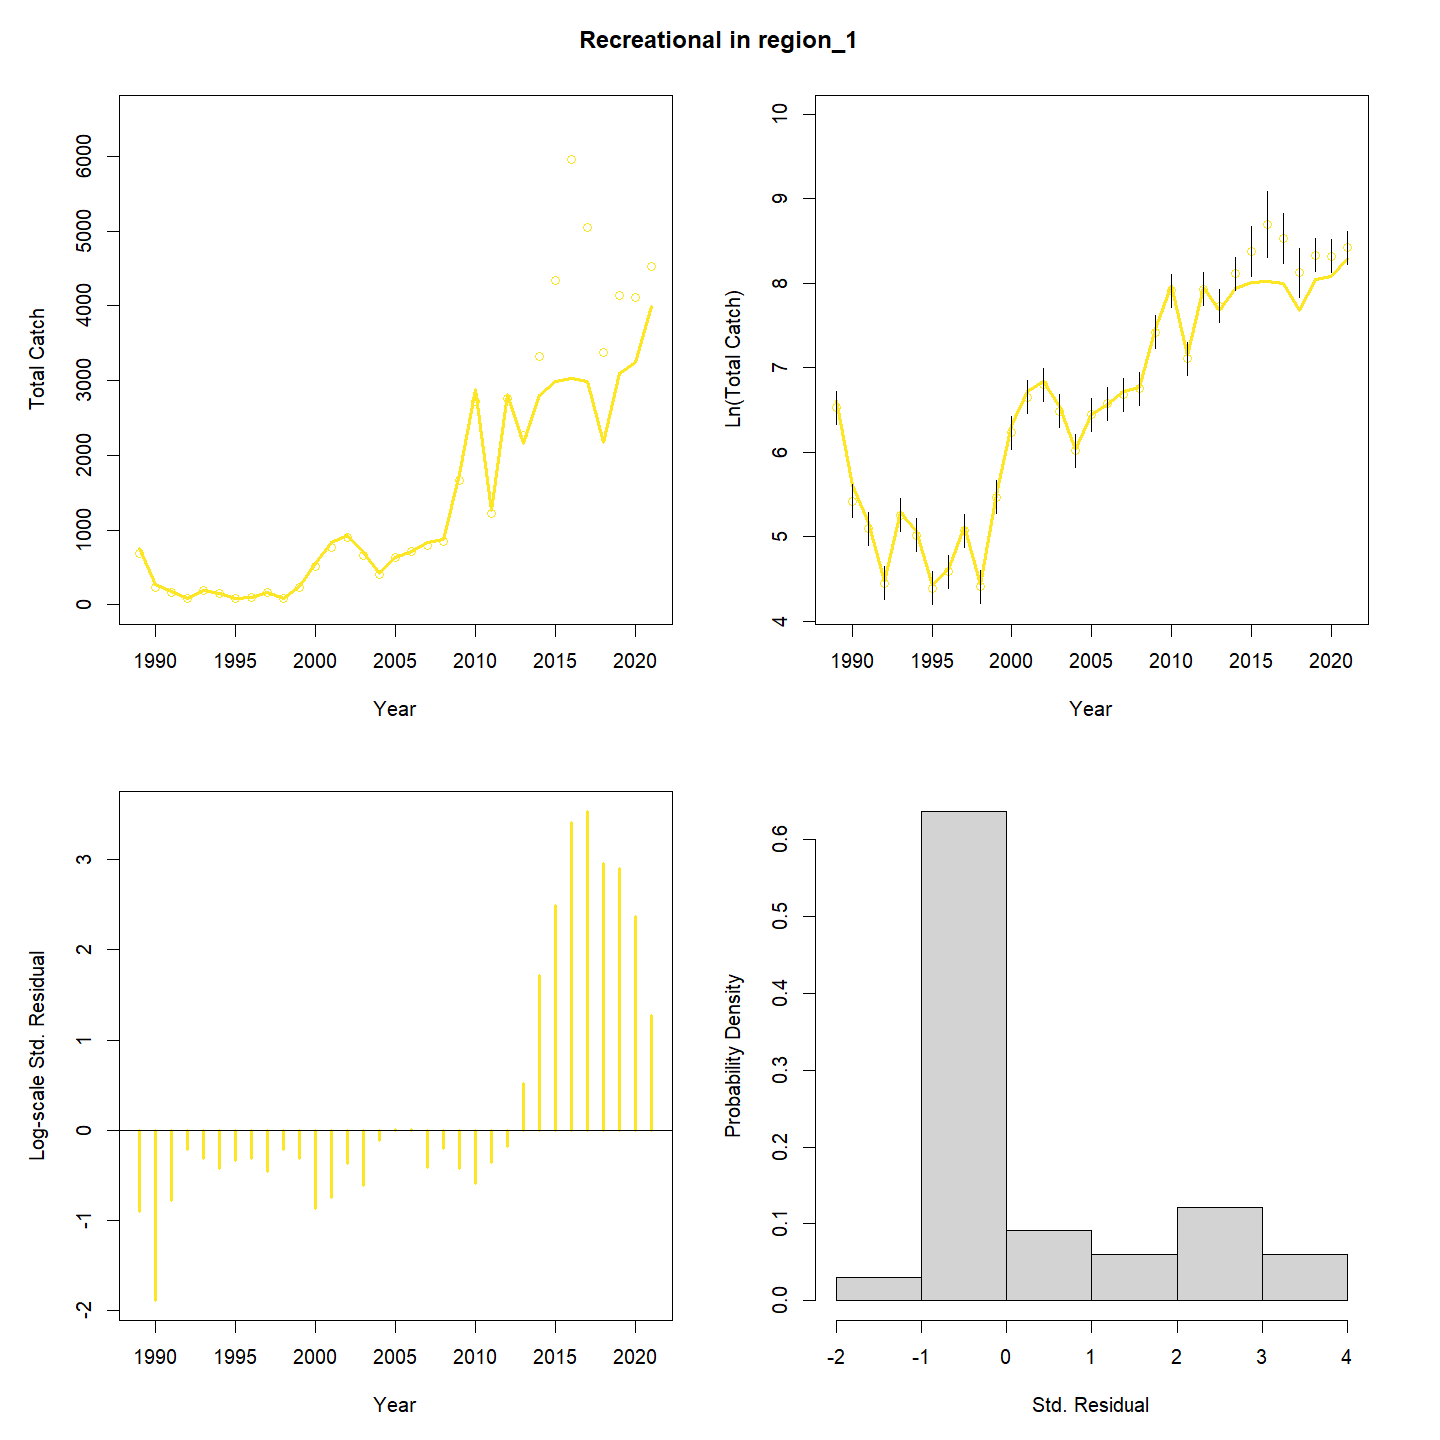 Recreational in region_1
Total Catch
0 1000 2000 3000 4000 5000 6000
1990 1995 2000 2005 2010 2015 2020
Year
Ln(Total Catch)
4 5 6 7 8 9 10
1990 1995 2000 2005 2010 2015 2020
Year
Log-scale Std. Residual
-2 -1 0 1 2 3
1990 1995 2000 2005 2010 2015 2020
Year
Probability Density
0.0 0.1 0.2 0.3 0.4 0.5 0.6
-2 -1 0 1 2 3 4
Std. Residual